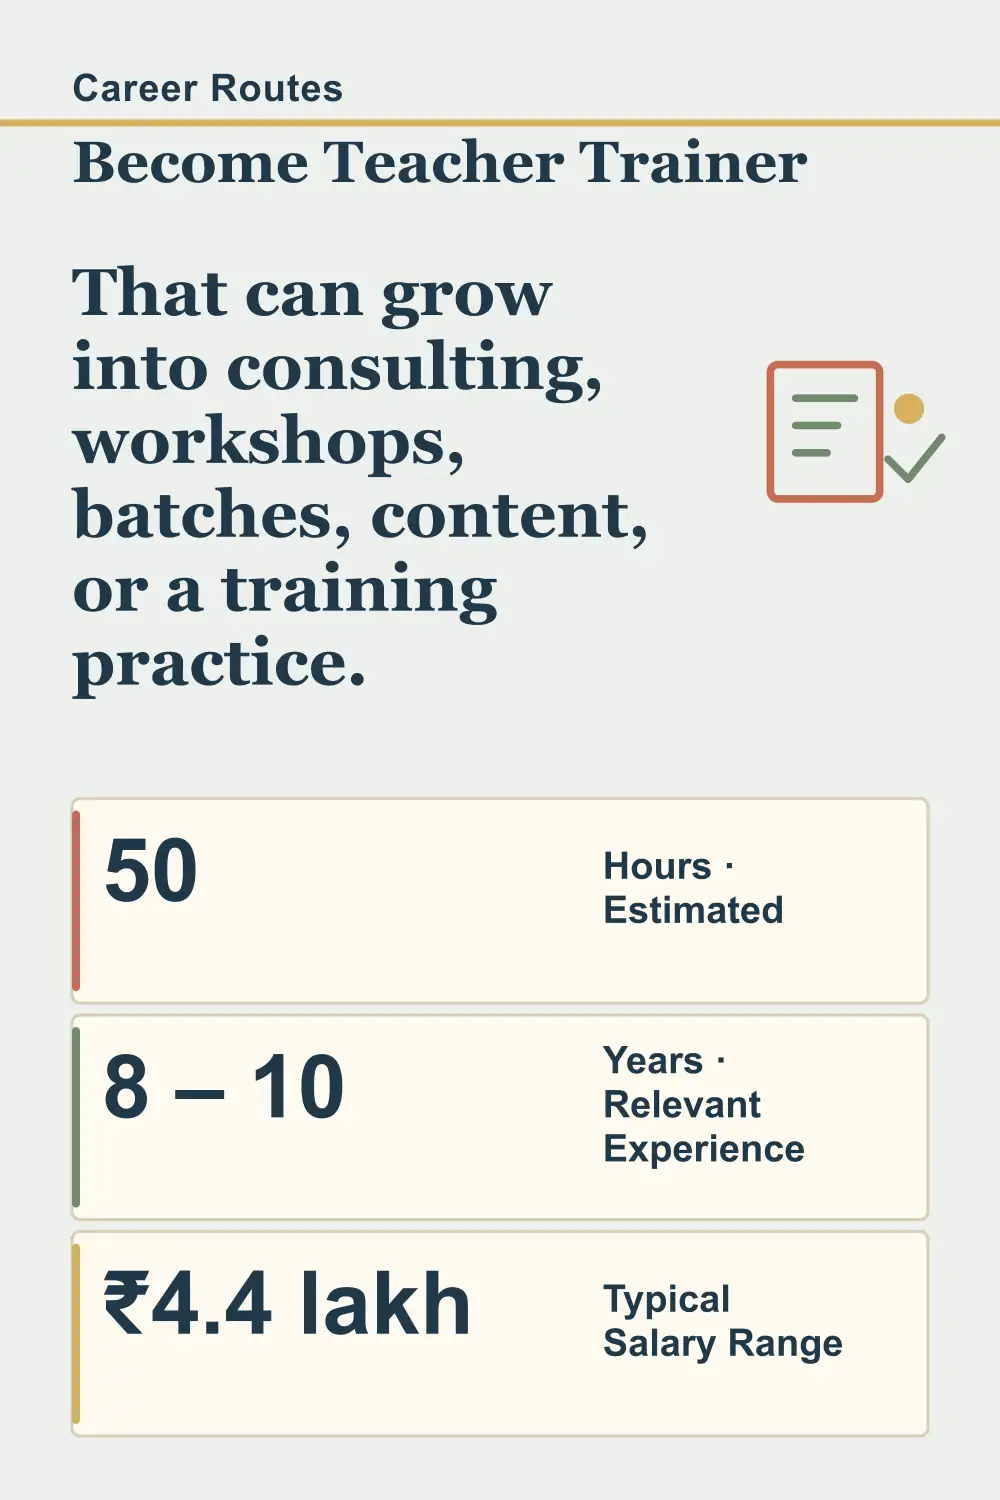 Career Routes
Become Teacher Trainer
That can grow
into consulting,
workshops,
batches, content,
or a training
practice.
50
Hours ·
Estimated
8 – 10
Years ·
Relevant
Experience
₹4.4 lakh
Typical
Salary Range